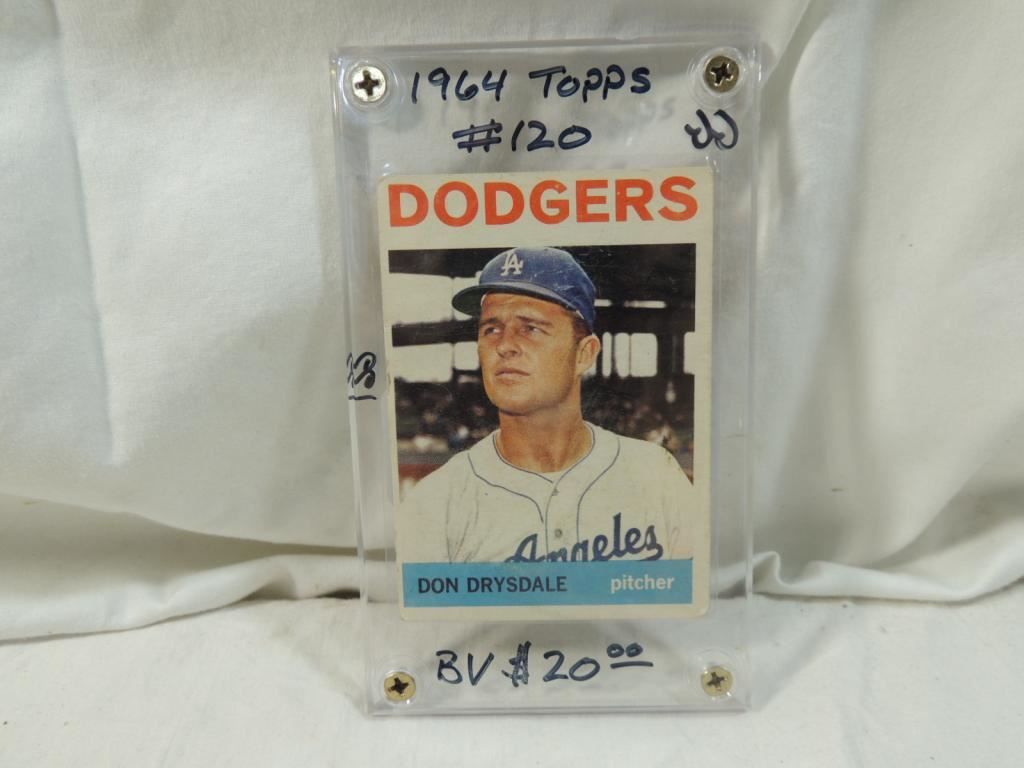 1964 TOPPS
#120
DODGERS
LA
Angeles
DON DRYSDALE pitcher
BV $20.00